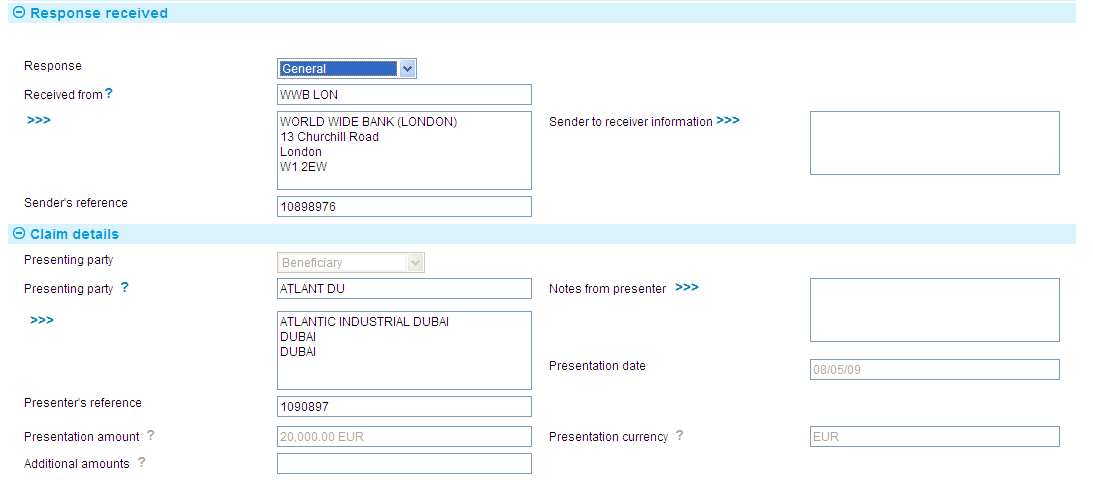 Response received
Response General
Received from ? WWB LON
>>> WORLD WIDE BANK (LONDON) Sender to receiver information >>>
13 Churchill Road
London
W1 2EW
Sender's reference 10898976
Claim details
Presenting party Beneficiary
Presenting party ? ATLANT DU Notes from presenter >>>
>>> ATLANTIC INDUSTRIAL DUBAI
DUBAI
DUBAI
Presentation date 08/05/09
Presenter's reference 1090897
Presentation amount ? 20,000.00 EUR Presentation currency ? EUR
Additional amounts ?